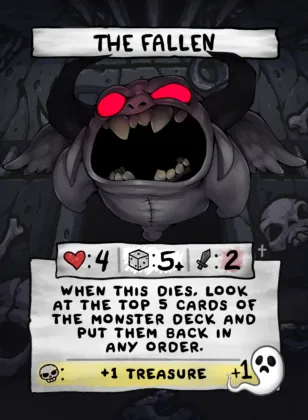 THE FALLEN
:4 :5+ :2
WHEN THIS DIES, LOOK
AT THE TOP 5 CARDS OF
THE MONSTER DECK AND
PUT THEM BACK IN
ANY ORDER.
: +1 TREASURE +1